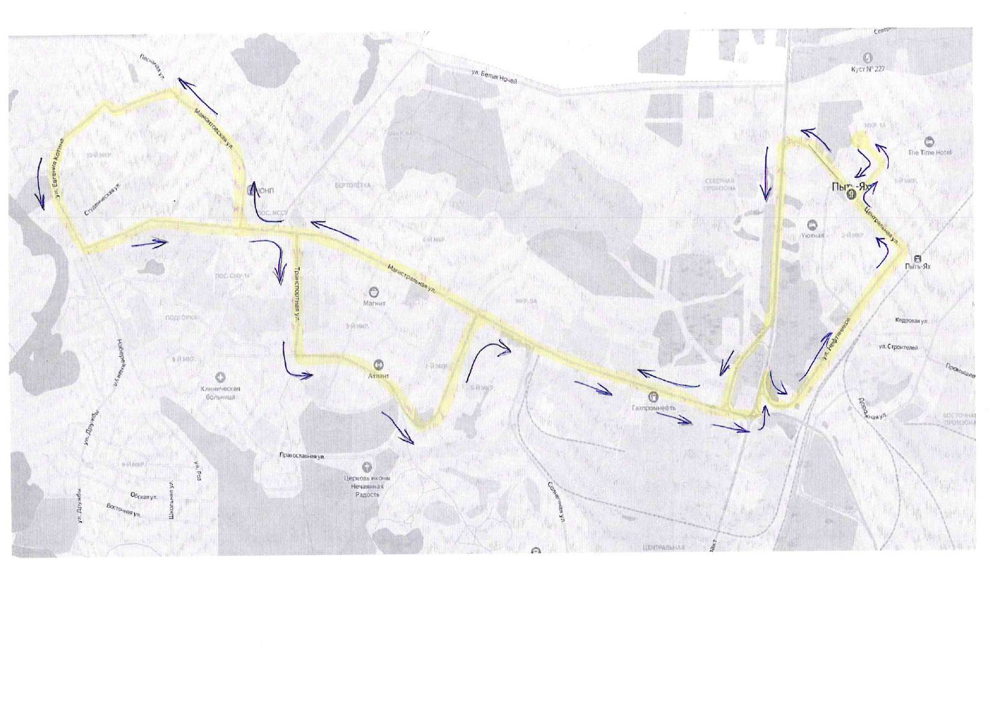 Песчаная ул.
ул. Белых Ночей
Куст № 227
Мамонтовская ул.
МКР. 1А
The Time Hotel
ул. Евгения Котина
10-Й МКР.
Студенческая ул.
ВЕРТОЛЁТКА
СЕВЕРНАЯ
ПРОМЗОНА
Пыть-Ях
1-Й МКР.
Центральная ул.
Уютная
2-Й МКР.
6-Й МКР.
Пыть-Ях
Магистральная ул.
ПОС. СМУ-14
Транспортная ул.
Магнит
МКР. 5А
ПОДГОРКА
3-Й МКР.
Кедровая ул.
ул. Нефтяников
ул. Строителей
Набережная ул.
8-Й МКР.
Атлант
5-Й МКР.
Клиническая
больница
Газпромнефть
Дорожная ул.
ул. Дружбы
Православная ул.
9-Й МКР.
ул. Роз
Церковь иконы
Нечаянная
Радость
Обская ул.
Восточная ул.
Школьная ул.
ул. Дружбы
Солнечная ул.
ЦЕНТРАЛЬНАЯ